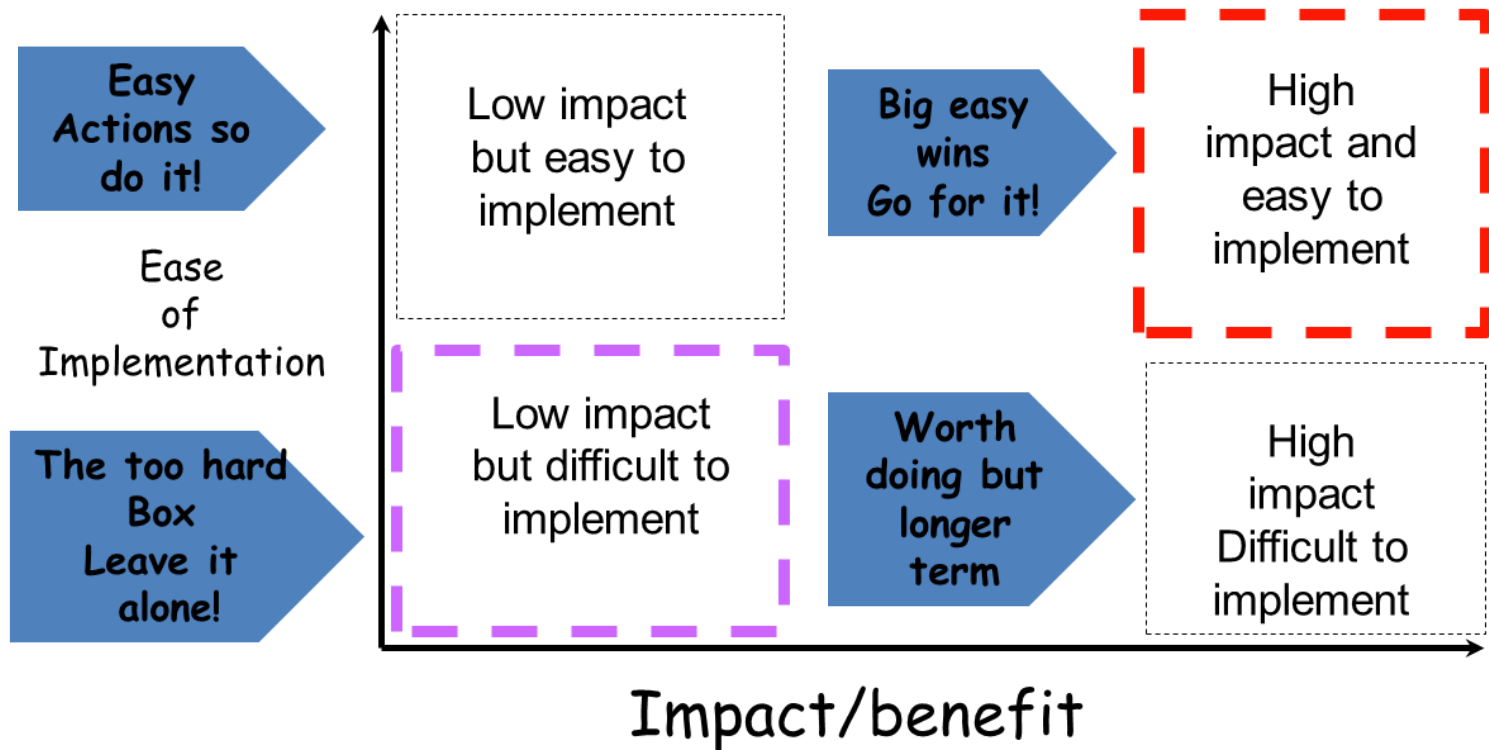 Easy
Actions so
do it!
Low impact
but easy to
implement
Big easy
wins
Go for it!
High
impact and
easy to
implement
Ease
of
Implementation
The too hard
Box
Leave it
alone!
Low impact
but difficult to
implement
Worth
doing but
longer
term
High
impact
Difficult to
implement
Impact/benefit